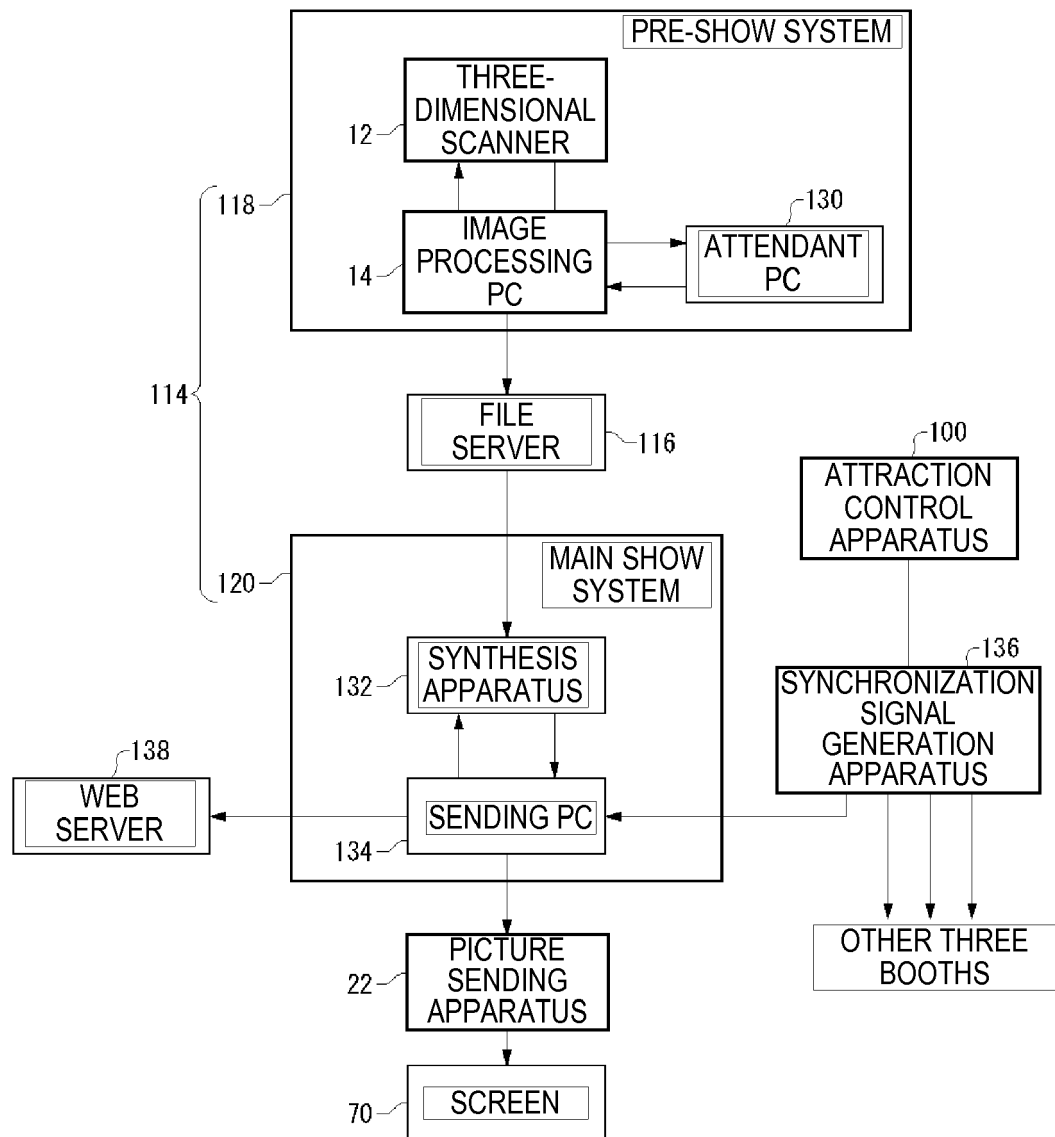 PRE-SHOW SYSTEM
THREE-
DIMENSIONAL
SCANNER
12
118
130
IMAGE
PROCESSING
PC
14
ATTENDANT
PC
114
FILE
SERVER
116
100
ATTRACTION
CONTROL
APPARATUS
MAIN SHOW
SYSTEM
120
SYNTHESIS
APPARATUS
132
136
SYNCHRONIZATION
SIGNAL
GENERATION
APPARATUS
138
WEB
SERVER
SENDING PC
134
PICTURE
SENDING
APPARATUS
22
OTHER THREE
BOOTHS
SCREEN
70